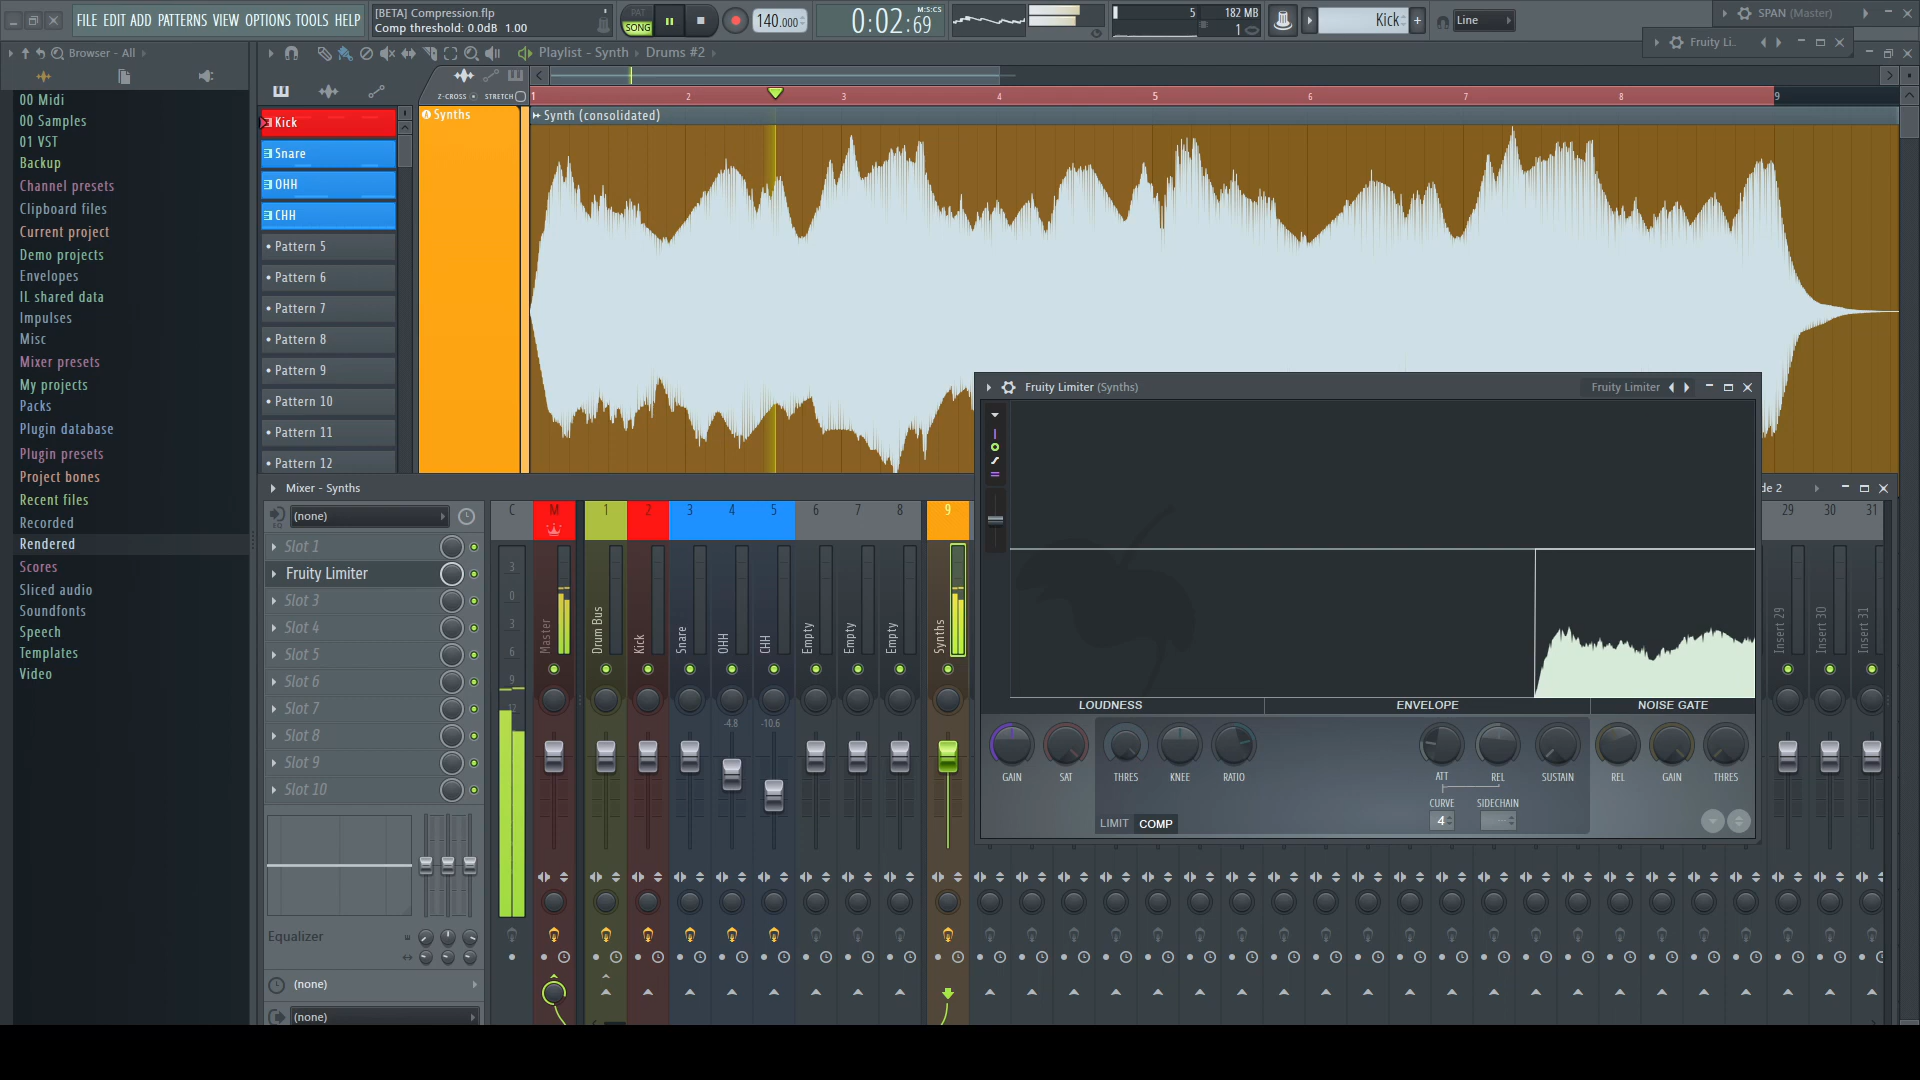 FILE EDIT ADD PATTERNS VIEW OPTIONS TOOLS HELP
[BETA] Compression.flp
Comp threshold: 0.0dB 1.00
PAT
SONG
140.000
0:02:69
M:S:CS
5
182 MB
1
Kick
Line
SPAN (Master)
Fruity Li..
Browser - All
Playlist - Synth
Drums #2
Z-CROSS
STRETCH
1 2 3 4 5 6 7 8 9
00 Midi
00 Samples
01 VST
Backup
Channel presets
Clipboard files
Current project
Demo projects
Envelopes
IL shared data
Impulses
Misc
Mixer presets
My projects
Packs
Plugin database
Plugin presets
Project bones
Recent files
Recorded
Rendered
Scores
Sliced audio
Soundfonts
Speech
Templates
Video
Kick
Snare
OHH
CHH
Pattern 5
Pattern 6
Pattern 7
Pattern 8
Pattern 9
Pattern 10
Pattern 11
Pattern 12
Synths
Synth (consolidated)
Mixer - Synths
de 2
(none)
EQ
Slot 1
Fruity Limiter
Slot 3
Slot 4
Slot 5
Slot 6
Slot 7
Slot 8
Slot 9
Slot 10
Equalizer
(none)
(none)
C M 1 2 3 4 5 6 7 8 9
3
0
3
6
9
12
Master
Drum Bus
Kick
Snare
OHH
CHH
Empty
Empty
Empty
Synths
-4.8
-10.6
29 30 31
Insert 29
Insert 30
Insert 31
Fruity Limiter (Synths)
Fruity Limiter
LOUDNESS
ENVELOPE
NOISE GATE
GAIN
SAT
THRES
KNEE
RATIO
ATT
REL
SUSTAIN
REL
GAIN
THRES
CURVE
SIDECHAIN
LIMIT
COMP
4